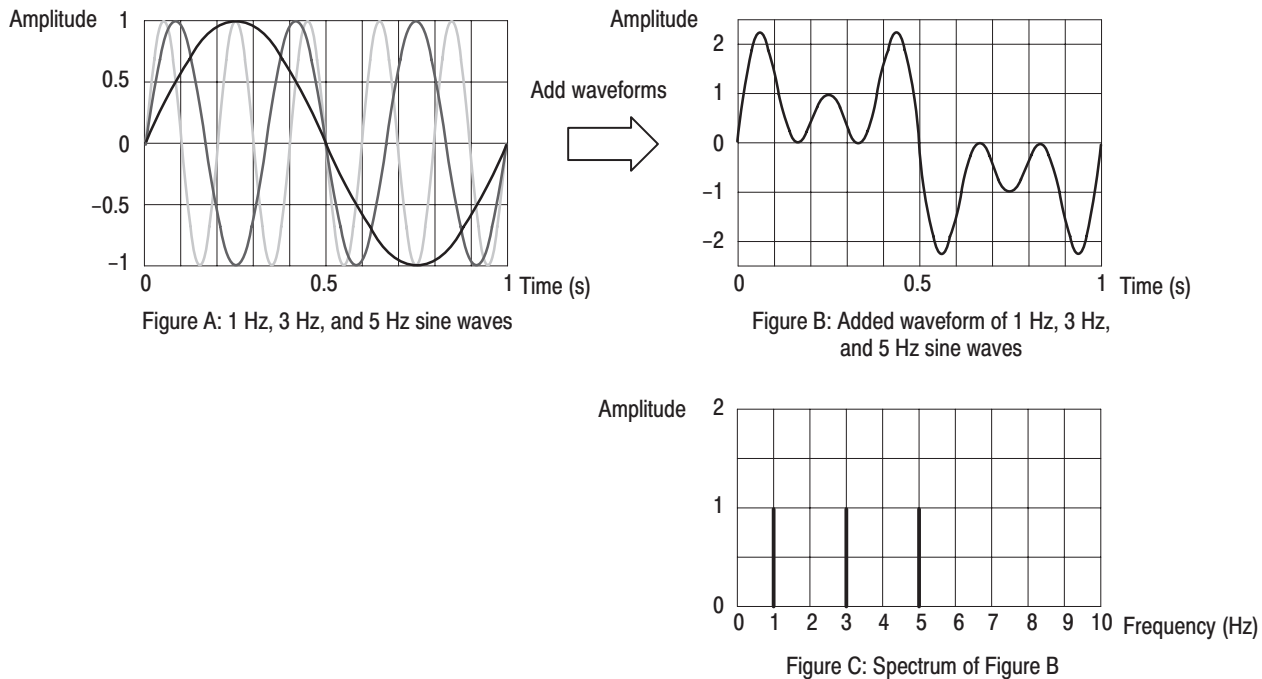 Amplitude
1
0.5
0
−0.5
−1
0
0.5
1
Time (s)
Figure A: 1 Hz, 3 Hz, and 5 Hz sine waves
Add waveforms
Amplitude
2
1
0
−1
−2
0
0.5
1
Time (s)
Figure B: Added waveform of 1 Hz, 3 Hz,
and 5 Hz sine waves
Amplitude
2
1
0
0 1 2 3 4 5 6 7 8 9 10
Frequency (Hz)
Figure C: Spectrum of Figure B